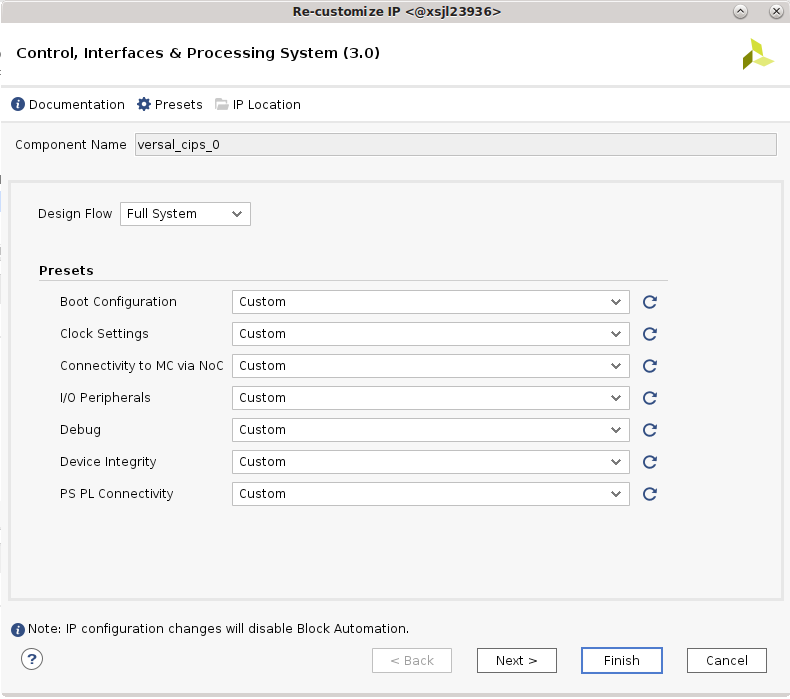 Re-customize IP <@xsjl23936>
Control, Interfaces & Processing System (3.0)
Documentation Presets IP Location
Component Name versal_cips_0
Design Flow Full System
Presets
Boot Configuration Custom
Clock Settings Custom
Connectivity to MC via NoC Custom
I/O Peripherals Custom
Debug Custom
Device Integrity Custom
PS PL Connectivity Custom
Note: IP configuration changes will disable Block Automation.
? < Back Next > Finish Cancel